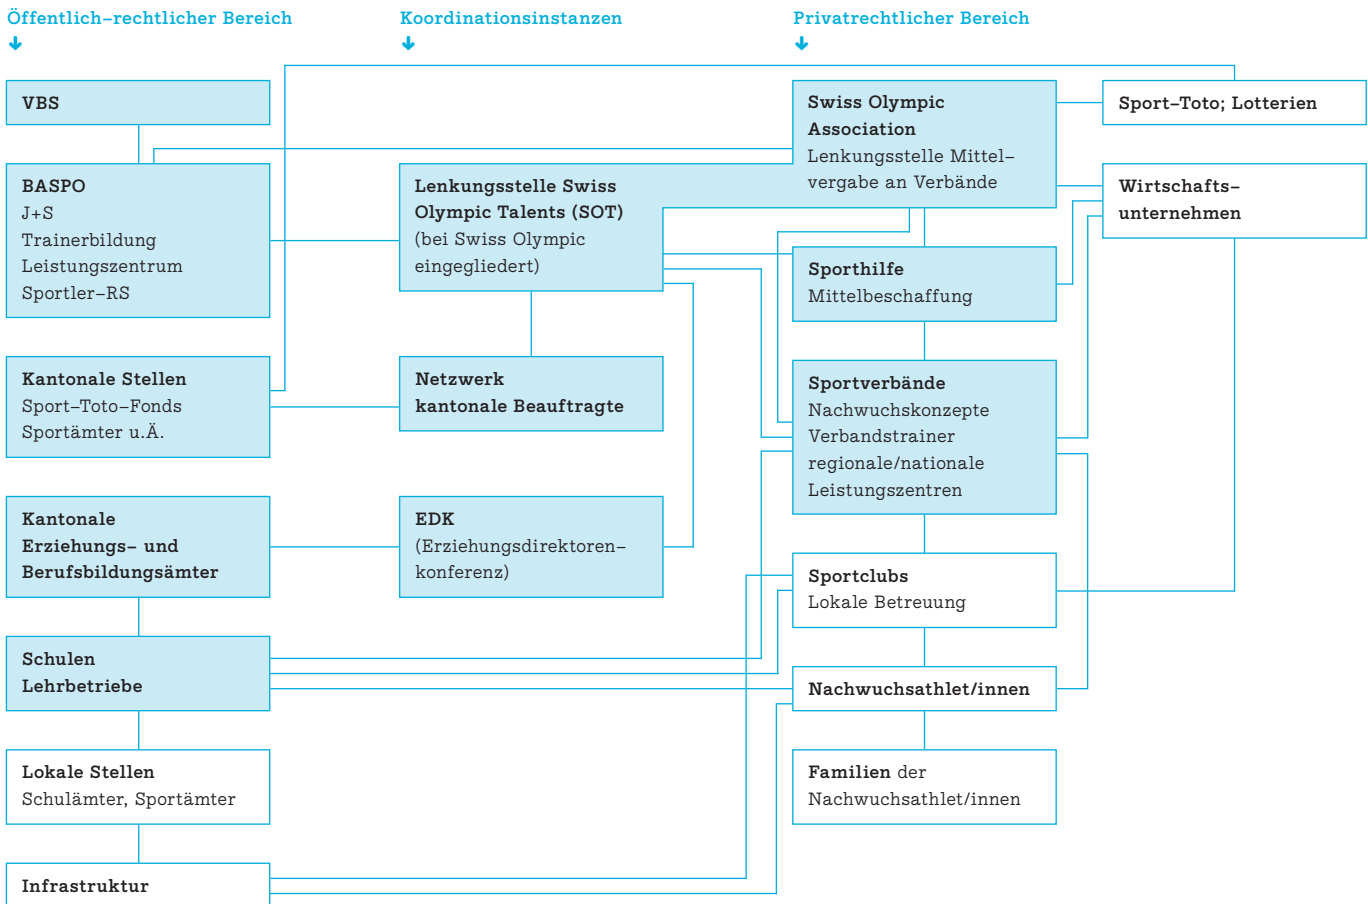 Öffentlich–rechtlicher Bereich
Koordinationsinstanzen
Privatrechtlicher Bereich
VBS
BASPO
J+S
Trainerbildung
Leistungszentrum
Sportler–RS
Kantonale Stellen
Sport–Toto–Fonds
Sportämter u.Ä.
Kantonale
Erziehungs– und
Berufsbildungsämter
Schulen
Lehrbetriebe
Lokale Stellen
Schulämter, Sportämter
Infrastruktur
Lenkungsstelle Swiss
Olympic Talents (SOT)
(bei Swiss Olympic
eingegliedert)
Netzwerk
kantonale Beauftragte
EDK
(Erziehungsdirektoren–
konferenz)
Swiss Olympic
Association
Lenkungsstelle Mittel–
vergabe an Verbände
Sporthilfe
Mittelbeschaffung
Sportverbände
Nachwuchskonzepte
Verbandstrainer
regionale/nationale
Leistungszentren
Sportclubs
Lokale Betreuung
Nachwuchsathlet/innen
Familien der
Nachwuchsathlet/innen
Sport–Toto; Lotterien
Wirtschafts–
unternehmen